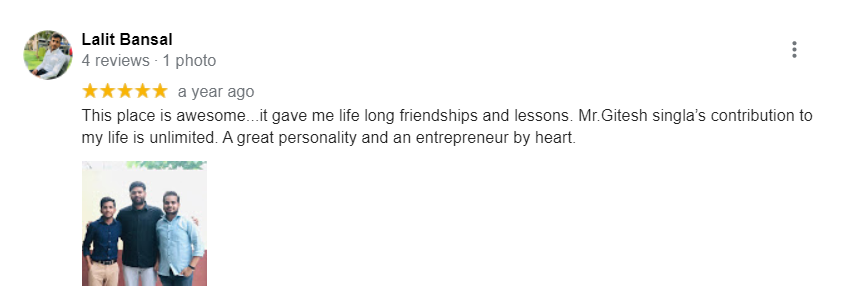 Lalit Bansal
4 reviews · 1 photo
a year ago
This place is awesome...it gave me life long friendships and lessons. Mr.Gitesh singla's contribution to
my life is unlimited. A great personality and an entrepreneur by heart.